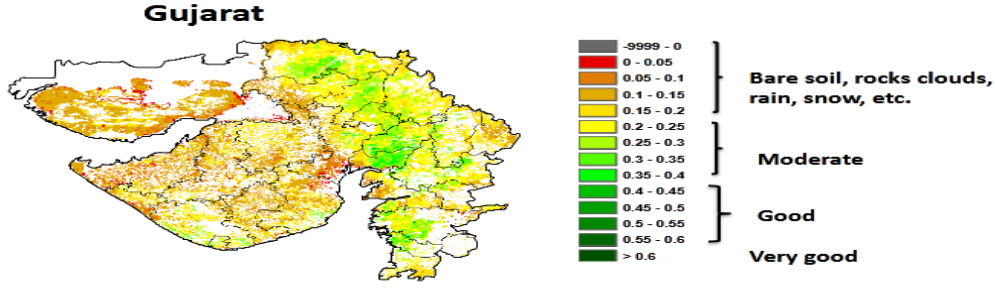 Gujarat
-9999 - 0
0 - 0.05
0.05 - 0.1
0.1 - 0.15
0.15 - 0.2
0.2 - 0.25
0.25 - 0.3
0.3 - 0.35
0.35 - 0.4
0.4 - 0.45
0.45 - 0.5
0.5 - 0.55
0.55 - 0.6
> 0.6
Bare soil, rocks clouds,
rain, snow, etc.
Moderate
Good
Very good